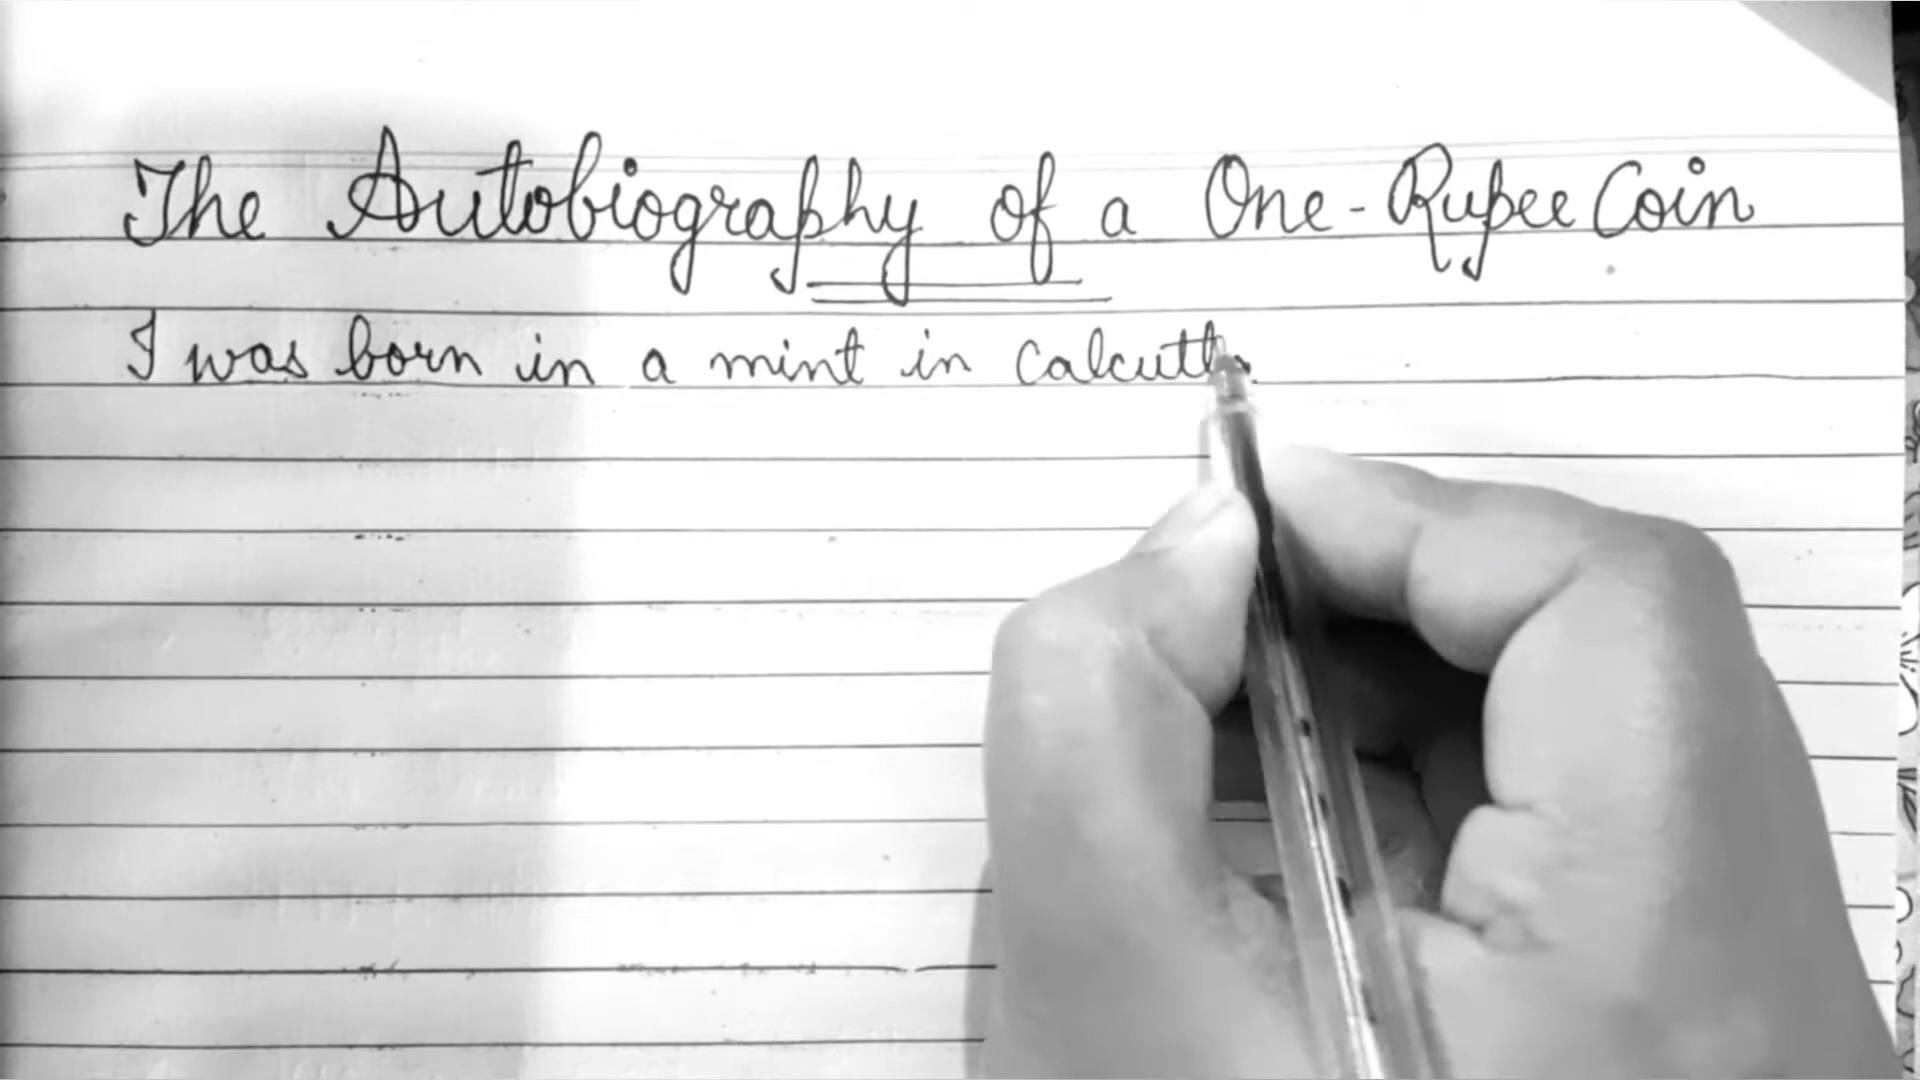 The Autobiography of a One-Rupee Coin
I was born in a mint in Calcutta